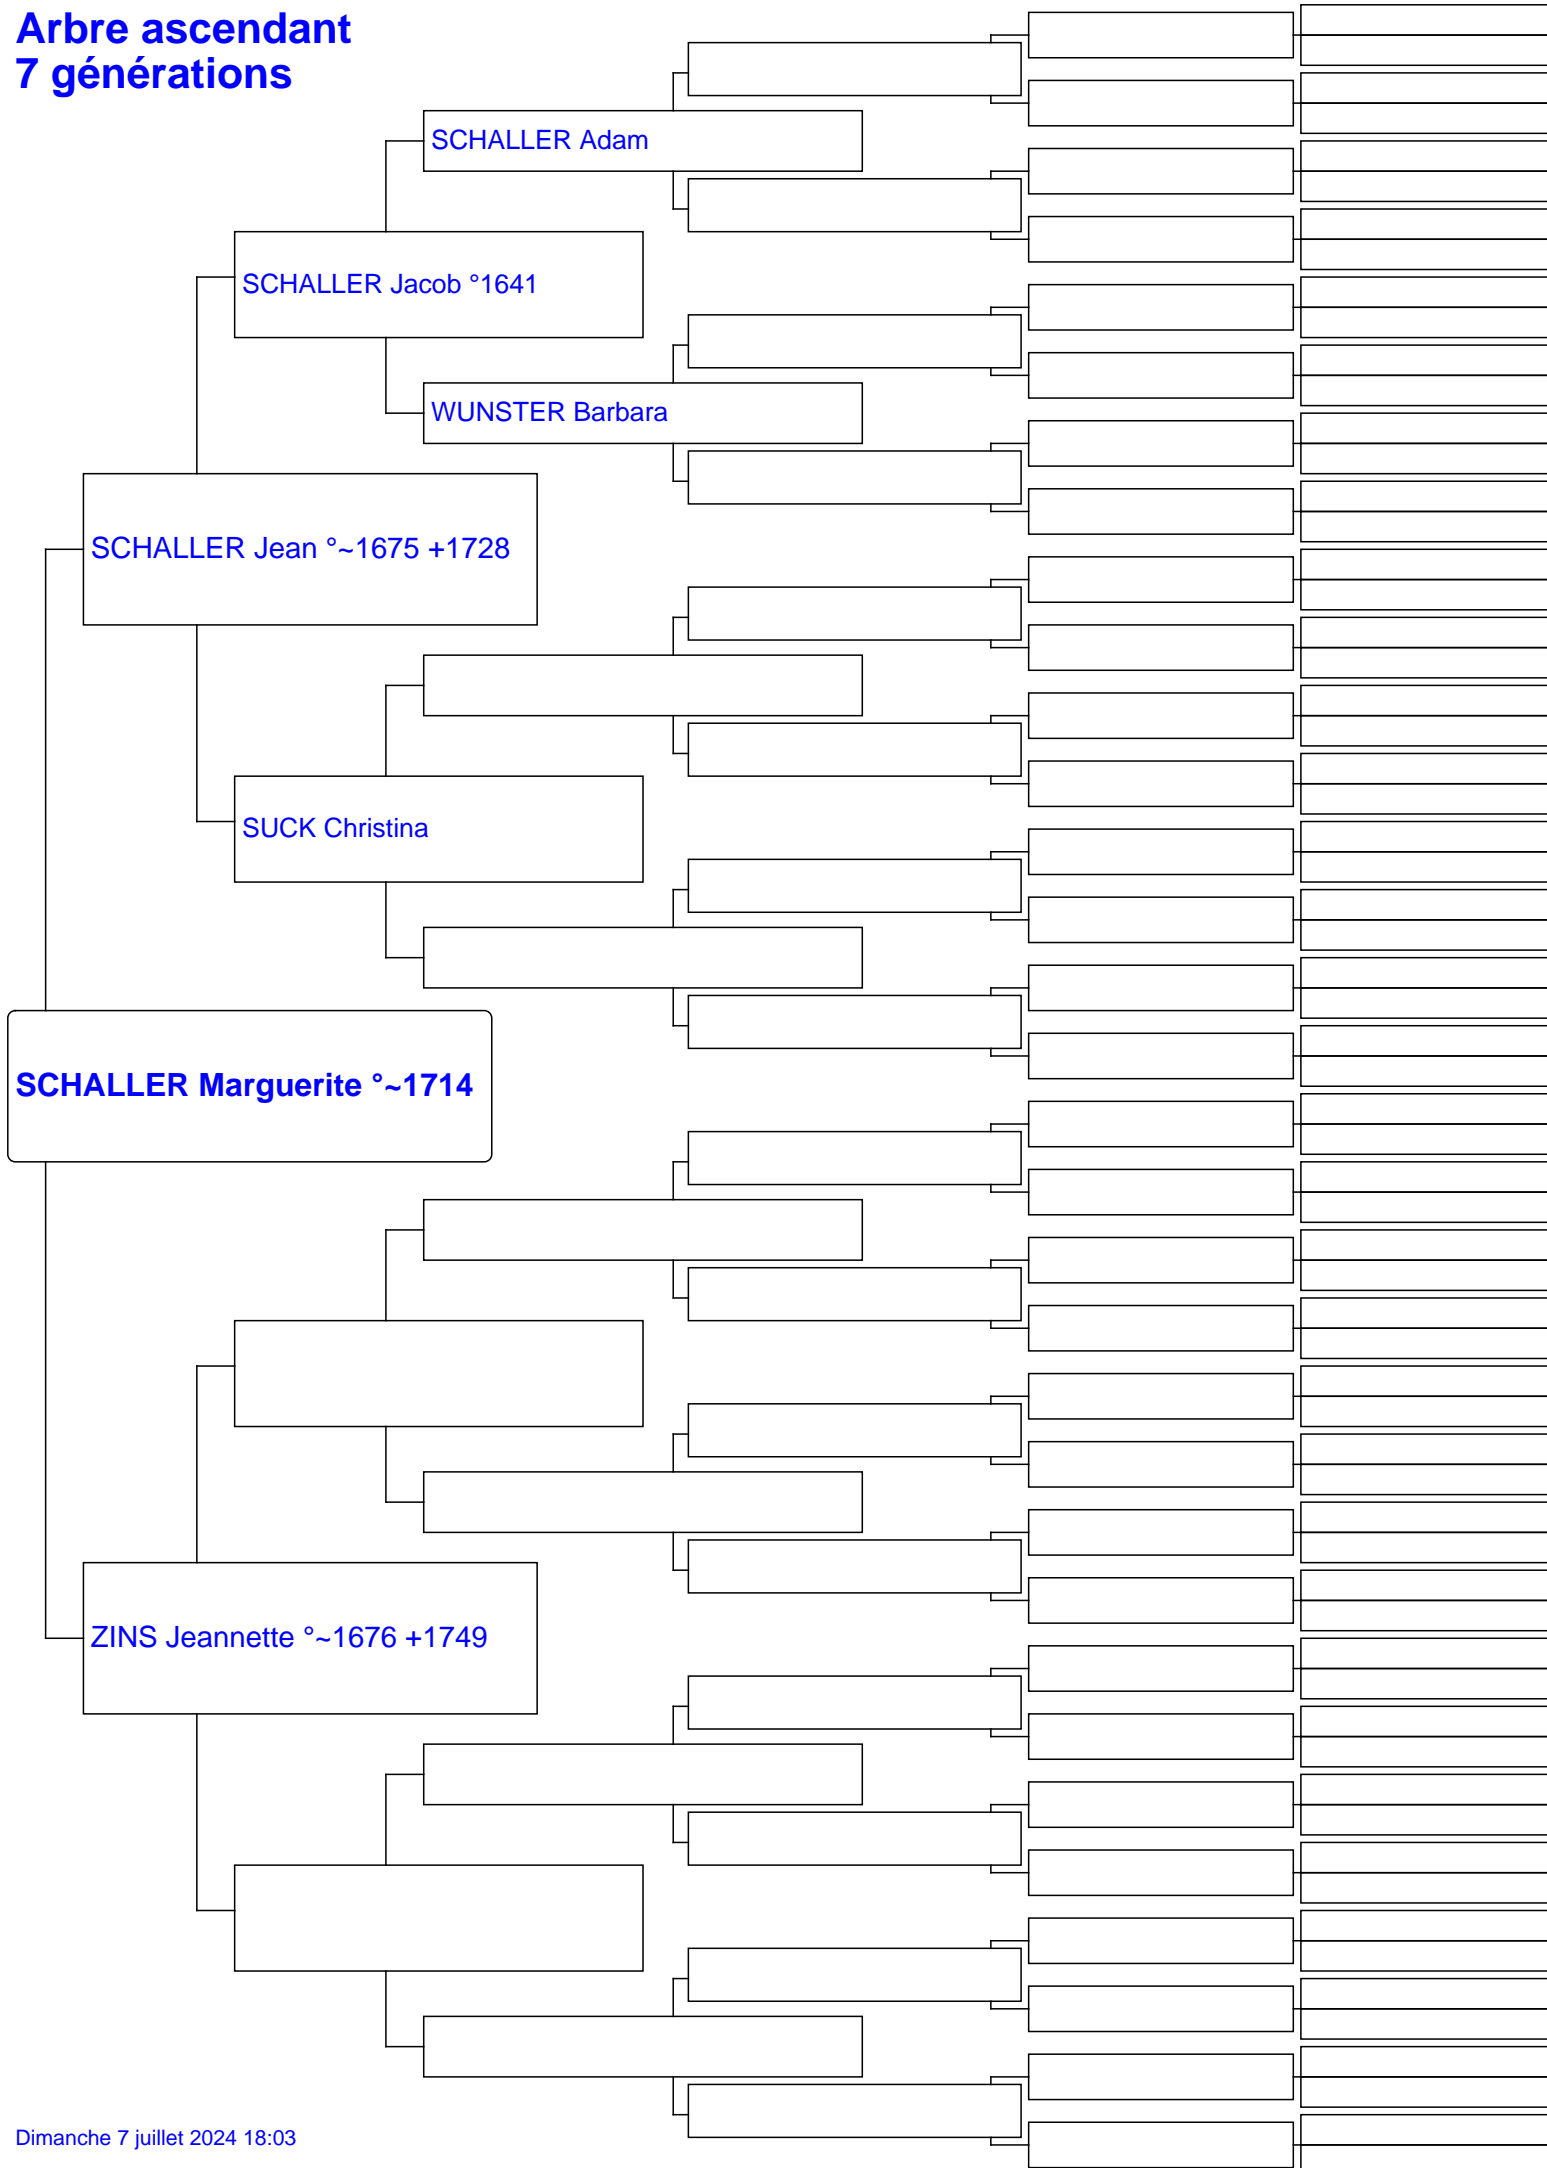 Arbre ascendant
7 générations
SCHALLER Adam
SCHALLER Jacob °1641
WUNSTER Barbara
SCHALLER Jean °~1675 +1728
SUCK Christina
SCHALLER Marguerite °~1714
ZINS Jeannette °~1676 +1749
Dimanche 7 juillet 2024 18:03